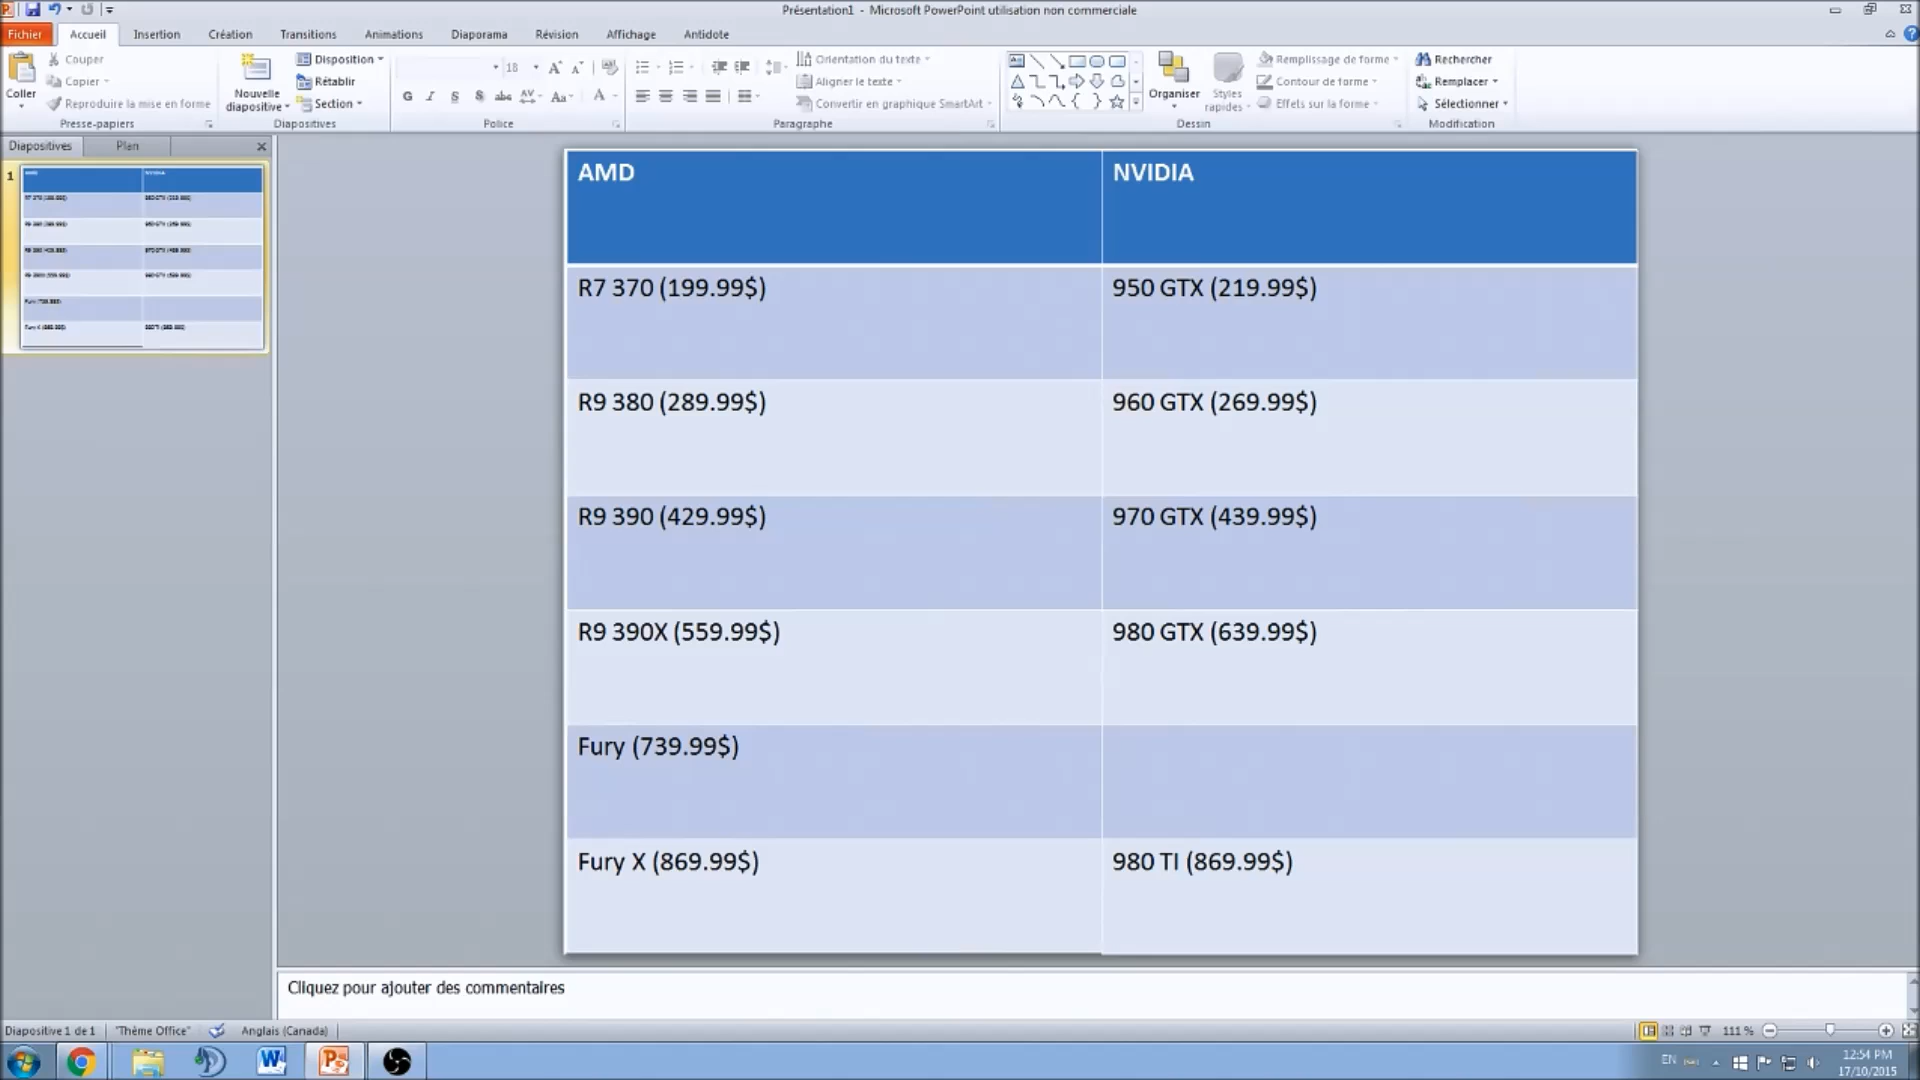 Présentation1 - Microsoft PowerPoint utilisation non commerciale
Fichier Accueil Insertion Création Transitions Animations Diaporama Révision Affichage Antidote
Coller
Couper
Copier
Reproduire la mise en forme
Presse-papiers
Nouvelle
diapositive
Disposition
Rétablir
Section
Diapositives
18
G I S S abc AV Aa A
Police
Orientation du texte
Aligner le texte
Convertir en graphique SmartArt
Paragraphe
Organiser
Styles
rapides
Remplissage de forme
Contour de forme
Effets sur la forme
Dessin
Rechercher
Remplacer
Sélectionner
Modification
Diapositives Plan
1
AMD NVIDIA
R7 370 (199.99$) 950 GTX (219.99$)
R9 380 (289.99$) 960 GTX (269.99$)
R9 390 (429.99$) 970 GTX (439.99$)
R9 390X (559.99$) 980 GTX (639.99$)
Fury (739.99$)
Fury X (869.99$) 980 TI (869.99$)
Cliquez pour ajouter des commentaires
Diapositive 1 de 1 "Thème Office" Anglais (Canada) 111 %
EN 12:54 PM
17/10/2015